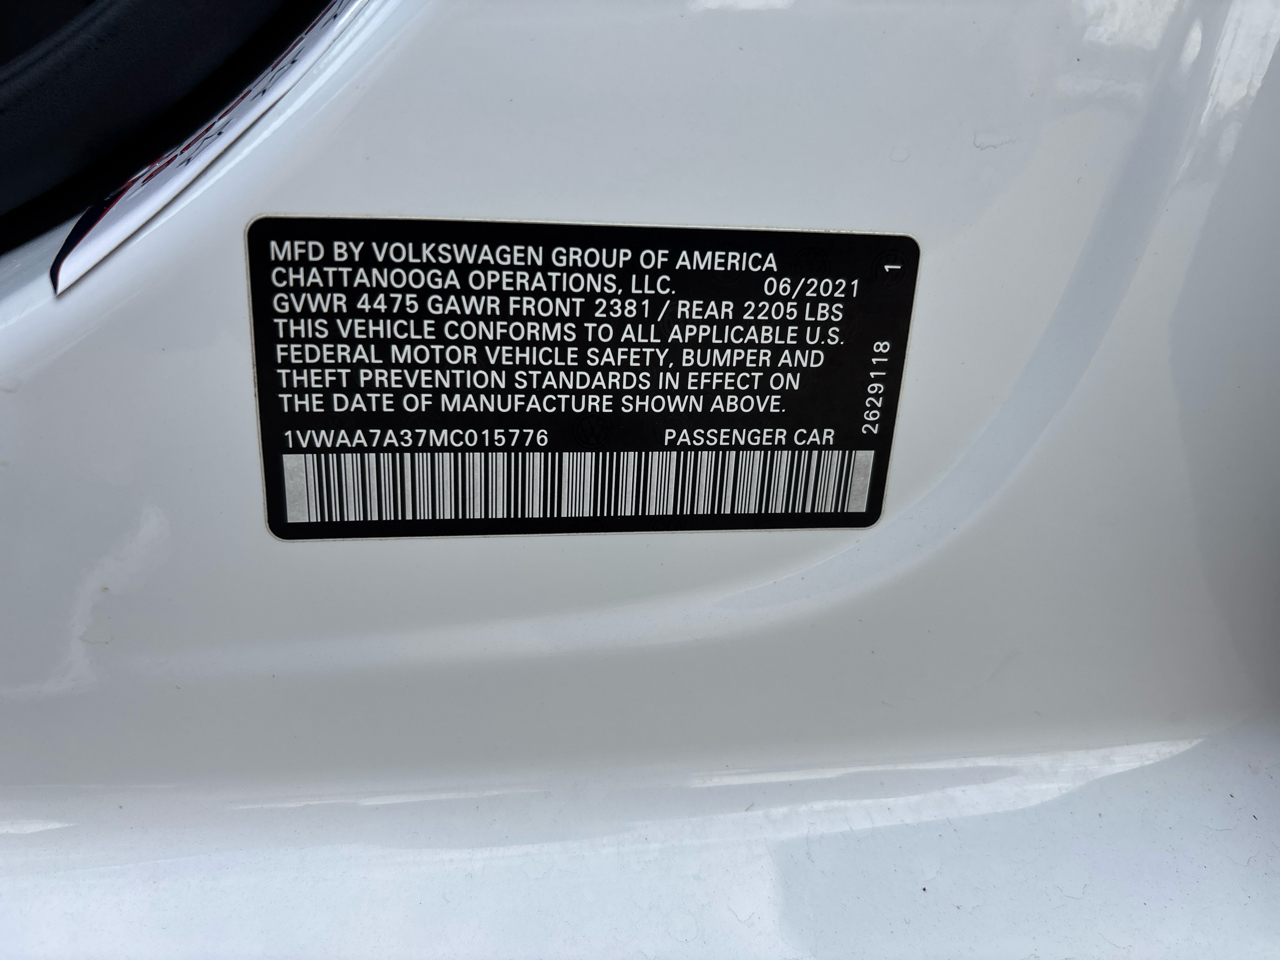 MFD BY VOLKSWAGEN GROUP OF AMERICA
CHATTANOOGA OPERATIONS, LLC. 06/2021
GVWR 4475 GAWR FRONT 2381 / REAR 2205 LBS
THIS VEHICLE CONFORMS TO ALL APPLICABLE U.S.
FEDERAL MOTOR VEHICLE SAFETY, BUMPER AND
THEFT PREVENTION STANDARDS IN EFFECT ON
THE DATE OF MANUFACTURE SHOWN ABOVE.
1VWAA7A37MC015776 PASSENGER CAR
2629118
1